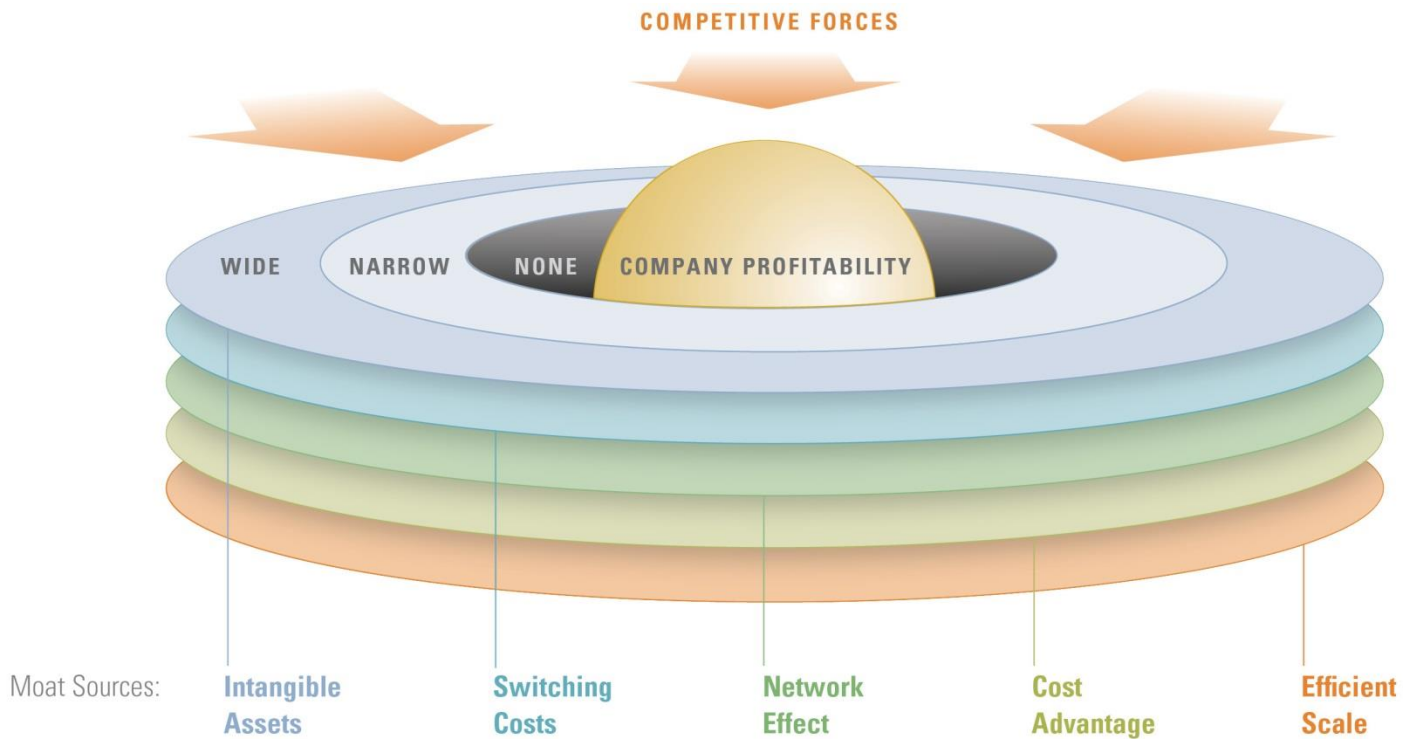 COMPETITIVE FORCES
WIDE NARROW NONE COMPANY PROFITABILITY
Moat Sources: Intangible Switching Network Cost Efficient
Assets Costs Effect Advantage Scale